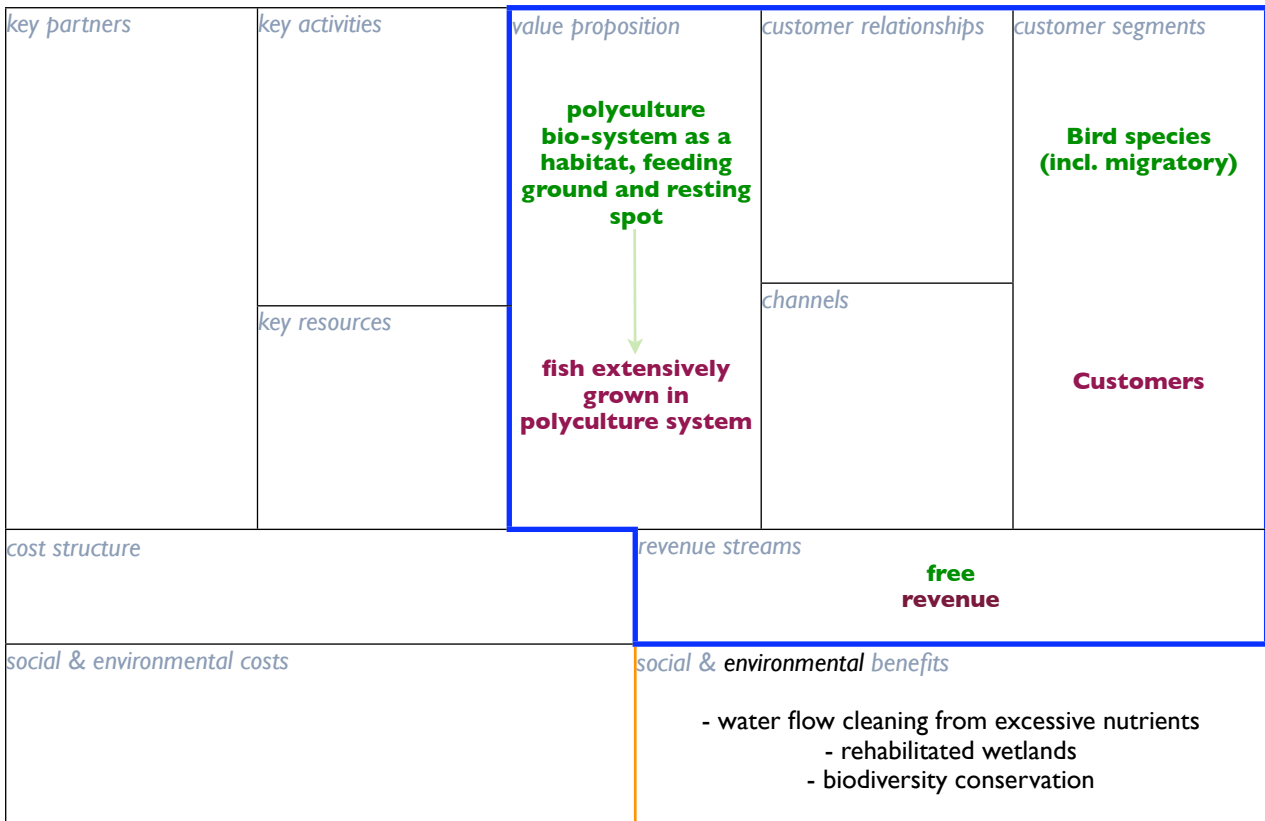 key partners
key activities
key resources
value proposition
polyculture
bio-system as a
habitat, feeding
ground and resting
spot
fish extensively
grown in
polyculture system
customer relationships
channels
customer segments
Bird species
(incl. migratory)
Customers
cost structure
revenue streams
free
revenue
social & environmental costs
social & environmental benefits
- water flow cleaning from excessive nutrients
- rehabilitated wetlands
- biodiversity conservation